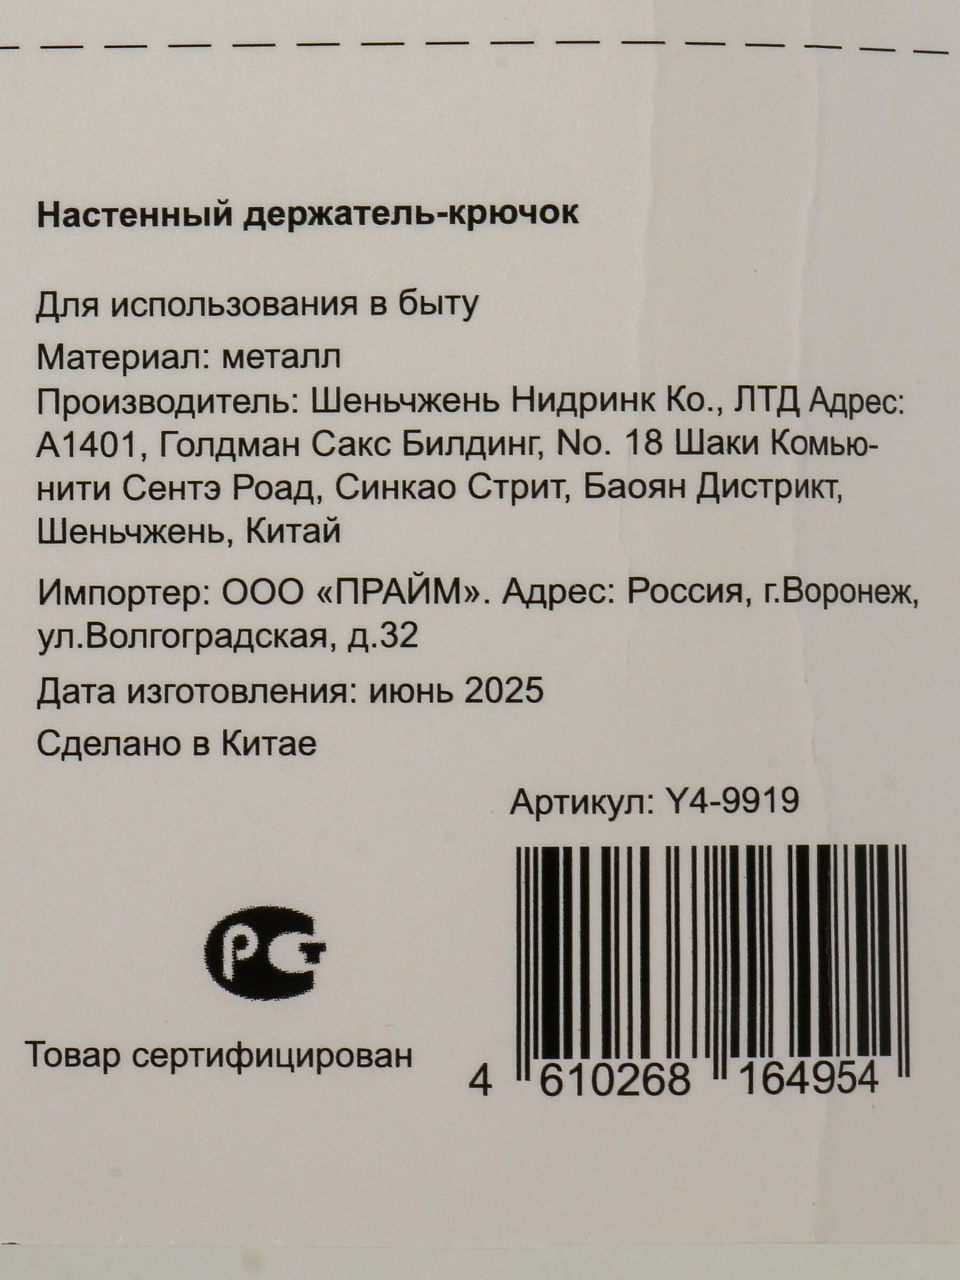 Настенный держатель-крючок
Для использования в быту
Материал: металл
Производитель: Шеньчжень Нидринк Ко., ЛТД Адрес:
А1401, Голдман Сакс Билдинг, No. 18 Шаки Комью-
нити Сентэ Роад, Синкао Стрит, Баоян Дистрикт,
Шеньчжень, Китай
Импортер: ООО «ПРАЙМ». Адрес: Россия, г.Воронеж,
ул.Волгоградская, д.32
Дата изготовления: июнь 2025
Сделано в Китае
Артикул: Y4-9919
РСТ
Товар сертифицирован
4 610268 164954